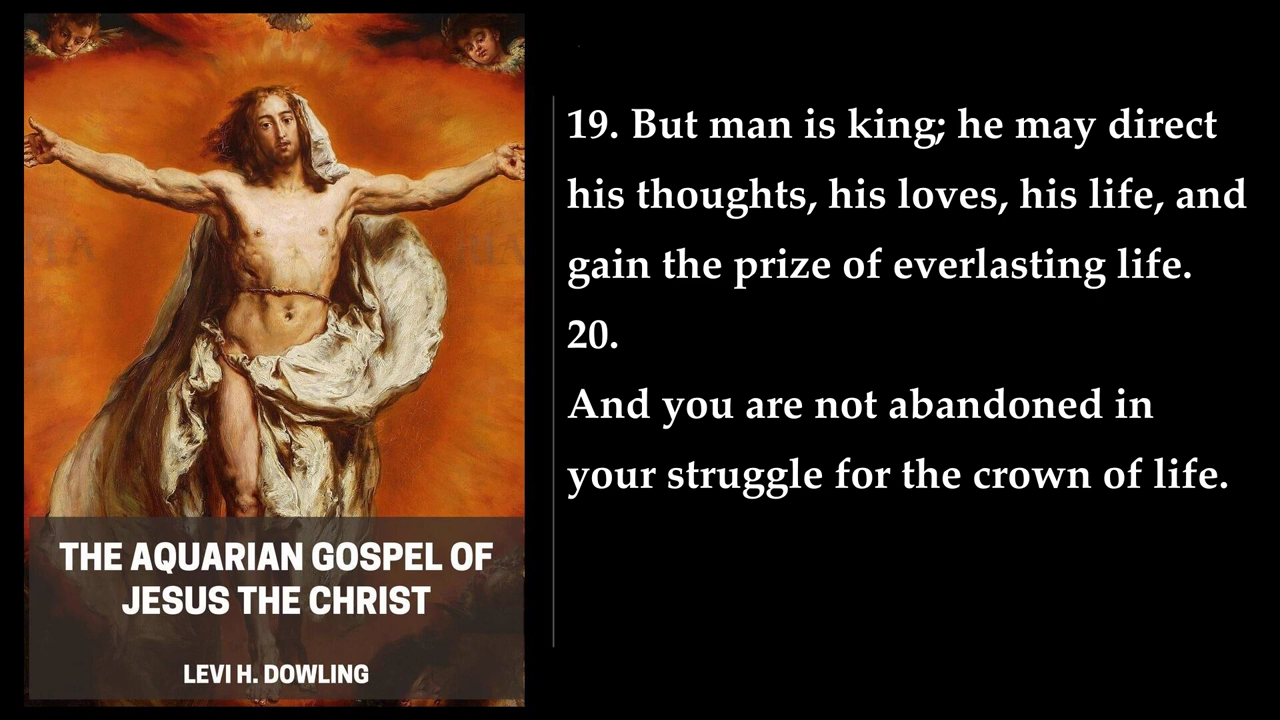 THE AQUARIAN GOSPEL OF
JESUS THE CHRIST
LEVI H. DOWLING
19. But man is king; he may direct
his thoughts, his loves, his life, and
gain the prize of everlasting life.
20.
And you are not abandoned in
your struggle for the crown of life.